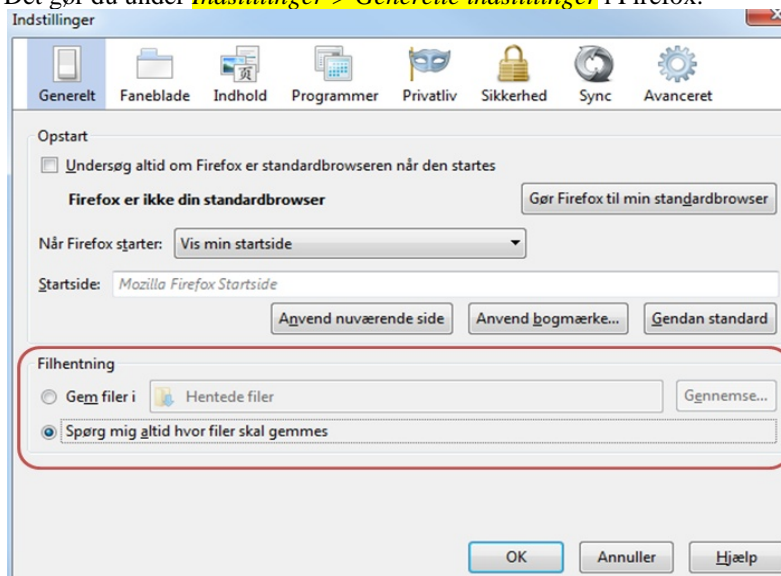 Det gør du under Indstillinger > Generelle indstillinger i Firefox.
Indstillinger
Generelt Faneblade Indhold Programmer Privatliv Sikkerhed Sync Avanceret
Opstart
Undersøg altid om Firefox er standardbrowseren når den startes
Firefox er ikke din standardbrowser Gør Firefox til min standardbrowser
Når Firefox starter: Vis min startside
Startside: Mozilla Firefox Startside
Anvend nuværende side Anvend bogmærke... Gendan standard
Filhentning
Gem filer i Hentede filer Gennemse...
Spørg mig altid hvor filer skal gemmes
OK Annuller Hjælp